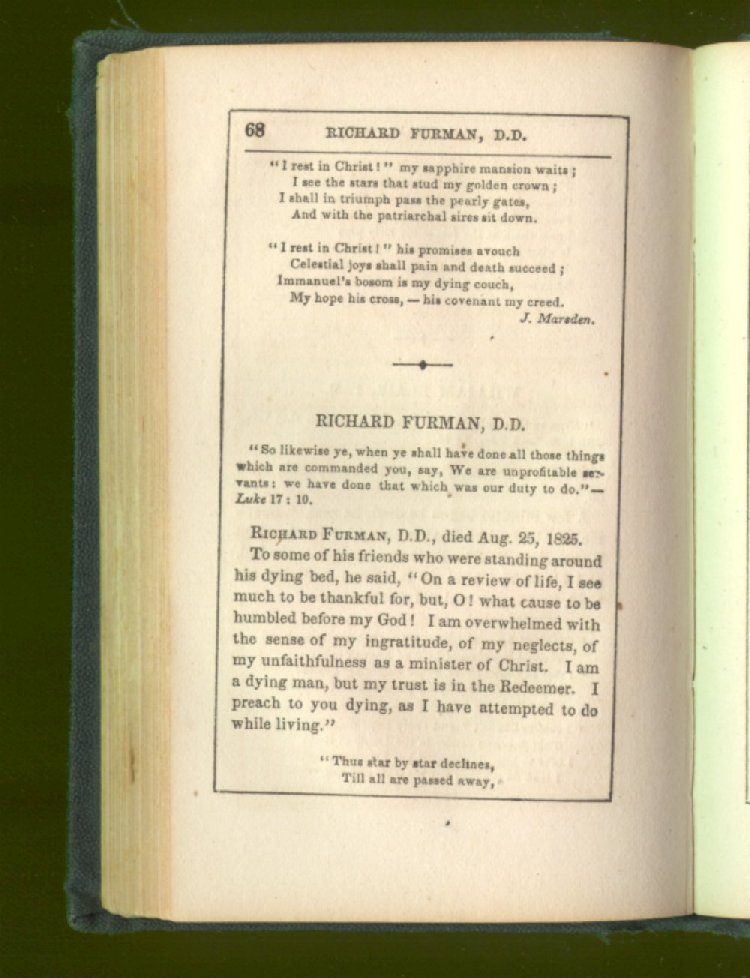 68 RICHARD FURMAN, D.D.
"I rest in Christ!" my sapphire mansion waits;
I see the stars that stud my golden crown;
I shall in triumph pass the pearly gates,
And with the patriarchal sires sit down.
"I rest in Christ!" his promises avouch
Celestial joys shall pain and death succeed;
Immanuel's bosom is my dying couch,
My hope his cross, — his covenant my creed.
J. Marsden.
RICHARD FURMAN, D.D.
"So likewise ye, when ye shall have done all those things
which are commanded you, say, We are unprofitable ser-
vants: we have done that which was our duty to do." —
Luke 17: 10.
RICHARD FURMAN, D.D., died Aug. 25, 1825.
To some of his friends who were standing around
his dying bed, he said, "On a review of life, I see
much to be thankful for, but, O! what cause to be
humbled before my God! I am overwhelmed with
the sense of my ingratitude, of my neglects, of
my unfaithfulness as a minister of Christ. I am
a dying man, but my trust is in the Redeemer. I
preach to you dying, as I have attempted to do
while living."
"Thus star by star declines,
Till all are passed away,